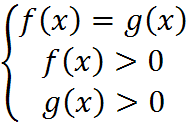 f(x) = g(x)
f(x) > 0
g(x) > 0